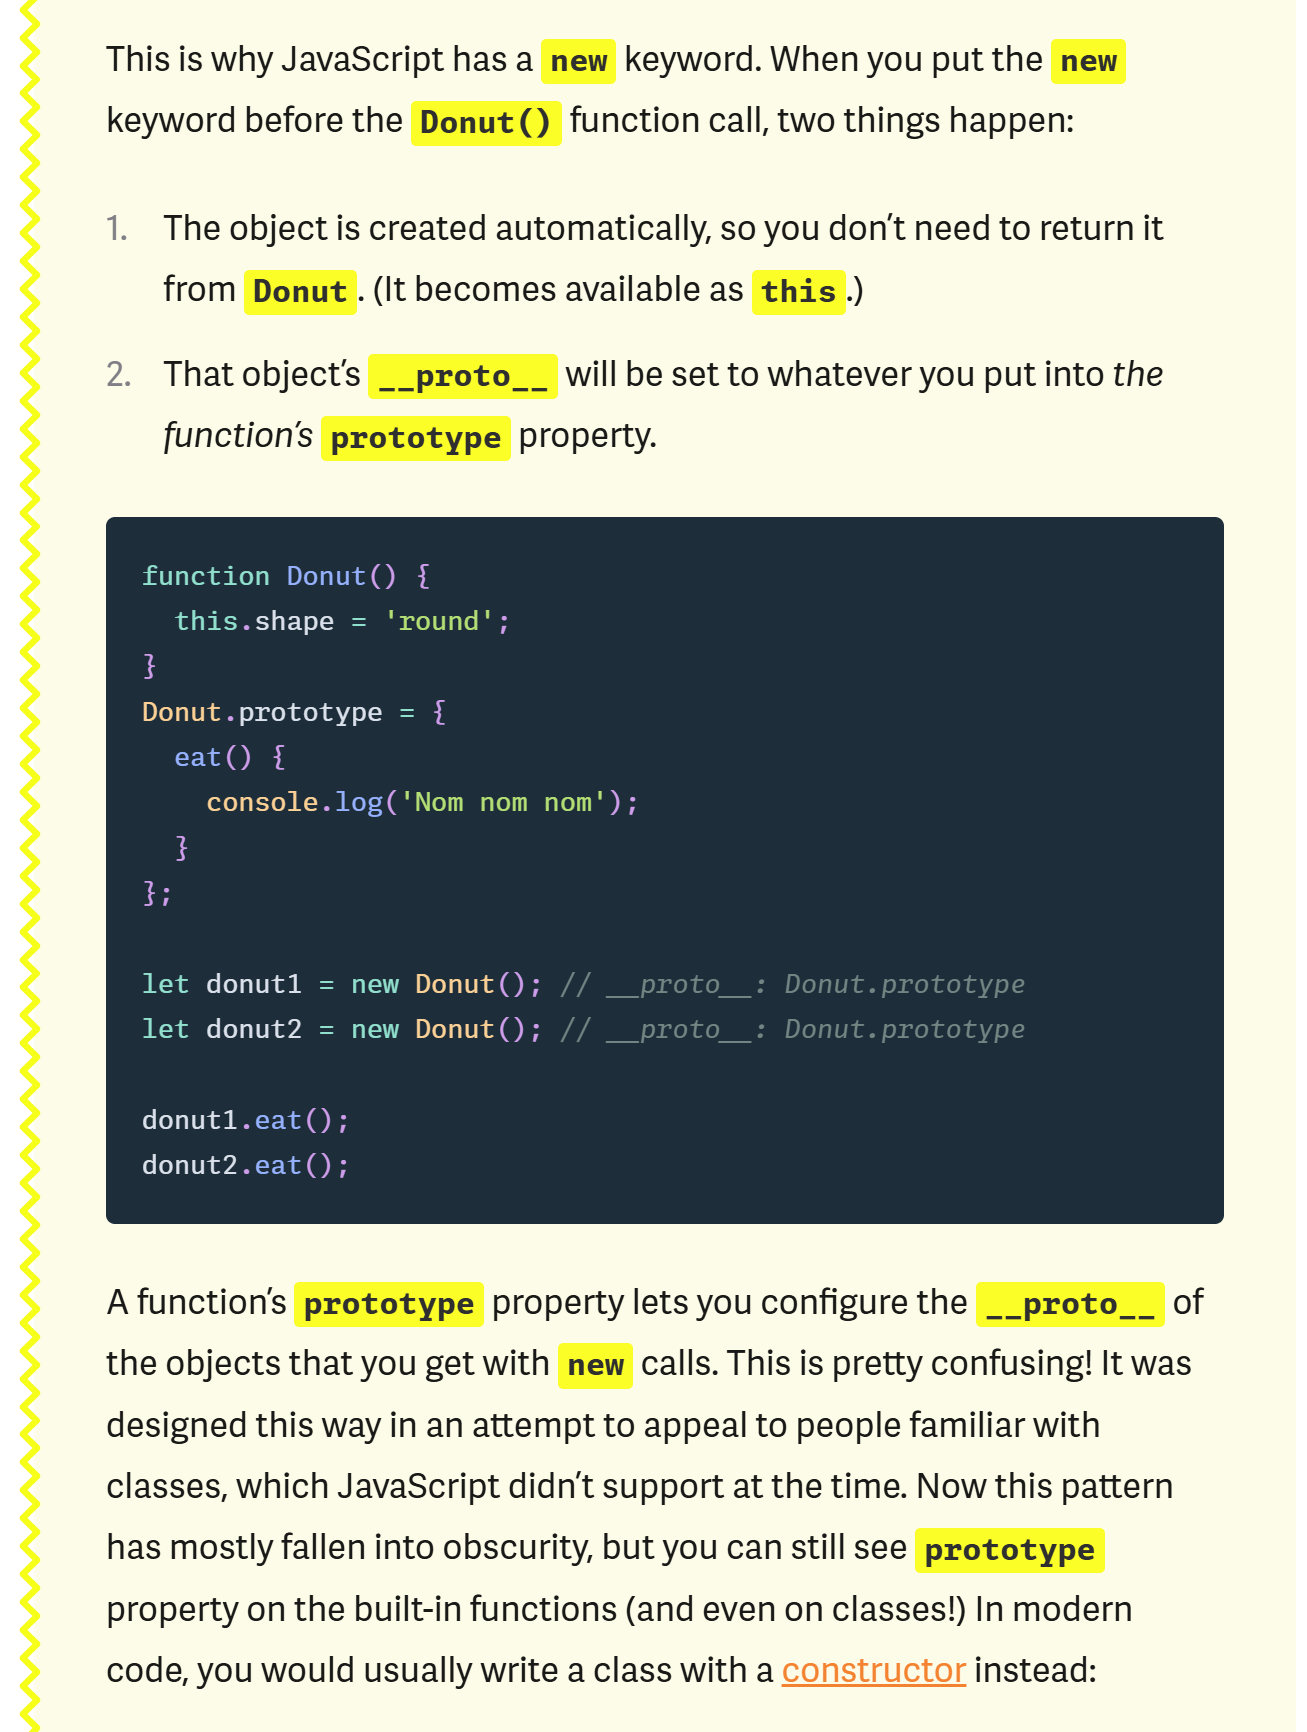 This is why JavaScript has a new keyword. When you put the new
keyword before the Donut() function call, two things happen:
1. The object is created automatically, so you don’t need to return it
from Donut. (It becomes available as this.)
2. That object’s __proto__ will be set to whatever you put into the
function’s prototype property.
function Donut() {
  this.shape = 'round';
}
Donut.prototype = {
  eat() {
    console.log('Nom nom nom');
  }
};
let donut1 = new Donut(); // __proto__: Donut.prototype
let donut2 = new Donut(); // __proto__: Donut.prototype
donut1.eat();
donut2.eat();
A function’s prototype property lets you configure the __proto__ of
the objects that you get with new calls. This is pretty confusing! It was
designed this way in an attempt to appeal to people familiar with
classes, which JavaScript didn’t support at the time. Now this pattern
has mostly fallen into obscurity, but you can still see prototype
property on the built-in functions (and even on classes!) In modern
code, you would usually write a class with a constructor instead: